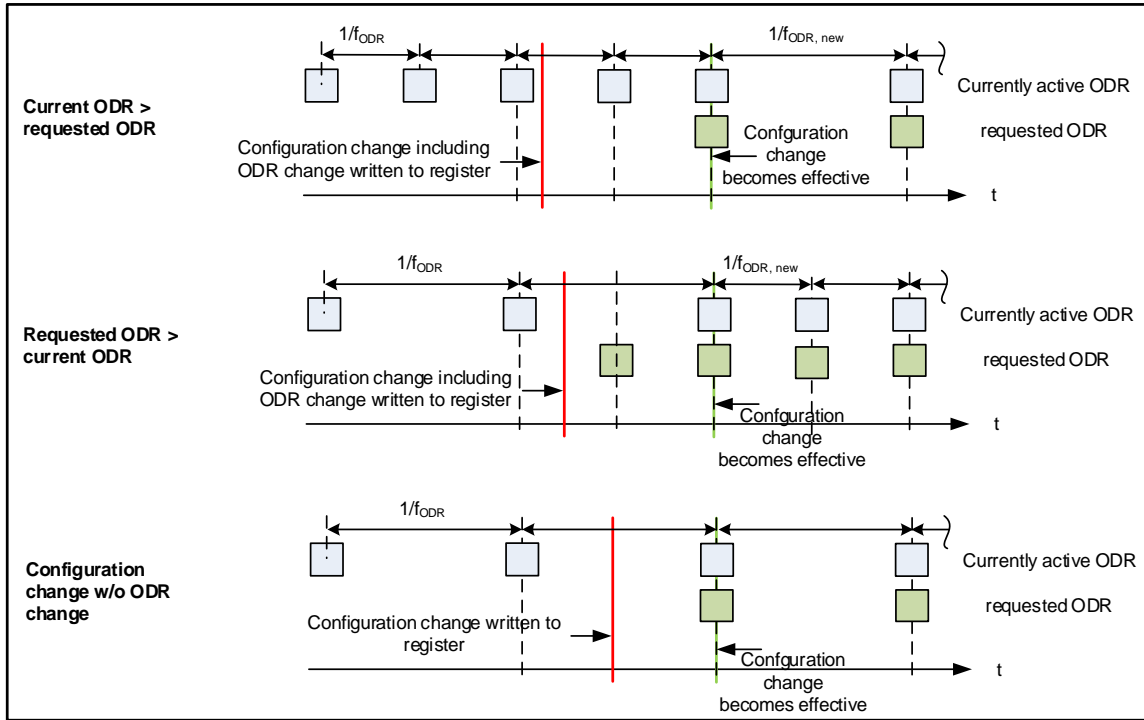 1/fODR
1/fODR, new
Current ODR >
requested ODR
Currently active ODR
requested ODR
Configuration change including
ODR change written to register
Confguration
change
becomes effective
t
1/fODR
1/fODR, new
Requested ODR >
current ODR
Currently active ODR
requested ODR
Configuration change including
ODR change written to register
Confguration
change
becomes effective
t
1/fODR
Configuration
change w/o ODR
change
Currently active ODR
requested ODR
Configuration change written to
register
Confguration
change
becomes effective
t